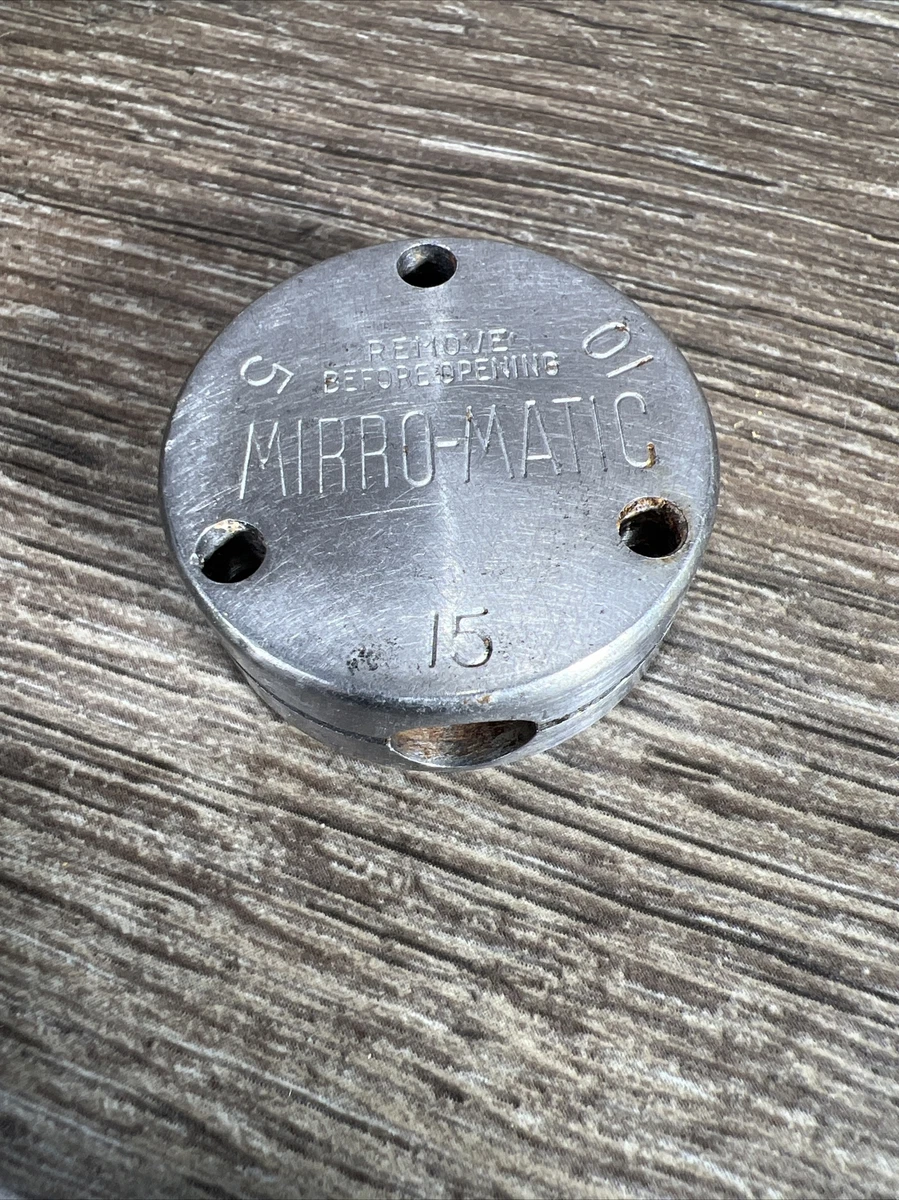 REMOVE
BEFORE OPENING
5
10
MIRRO-MATIC
15